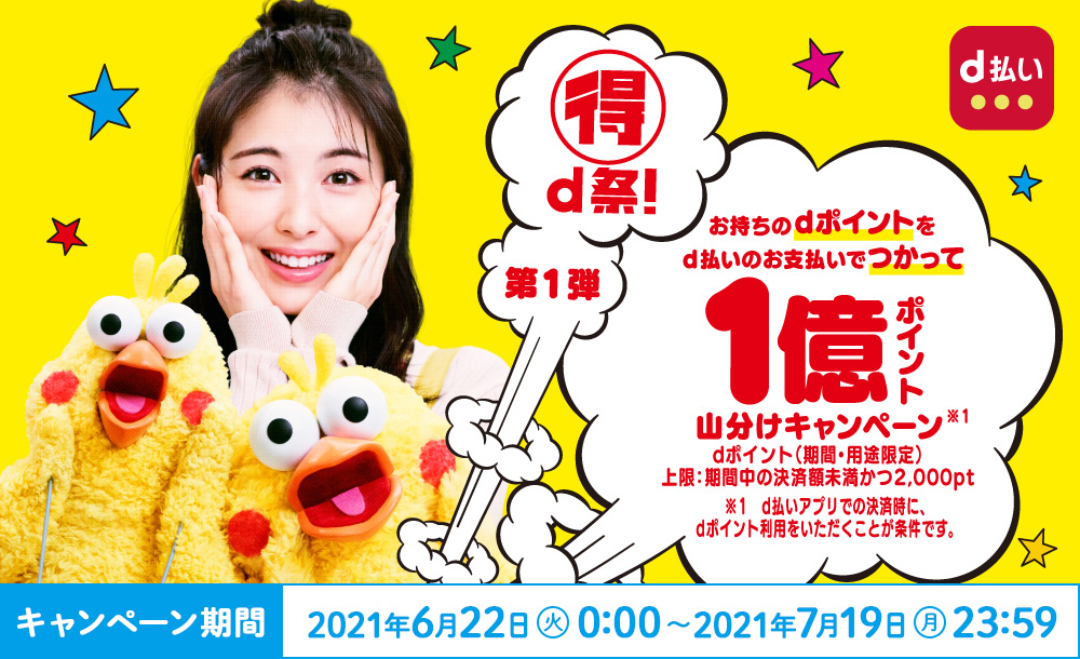 得
d祭!
第1弾
d払い
お持ちのdポイントを
d払いのお支払いでつかって
1億ポイント
山分けキャンペーン※1
dポイント(期間・用途限定)
上限:期間中の決済額未満かつ2,000pt
※1 d払いアプリでの決済時に、
dポイント利用をいただくことが条件です。
キャンペーン期間 2021年6月22日㊋0:00~2021年7月19日㊊23:59